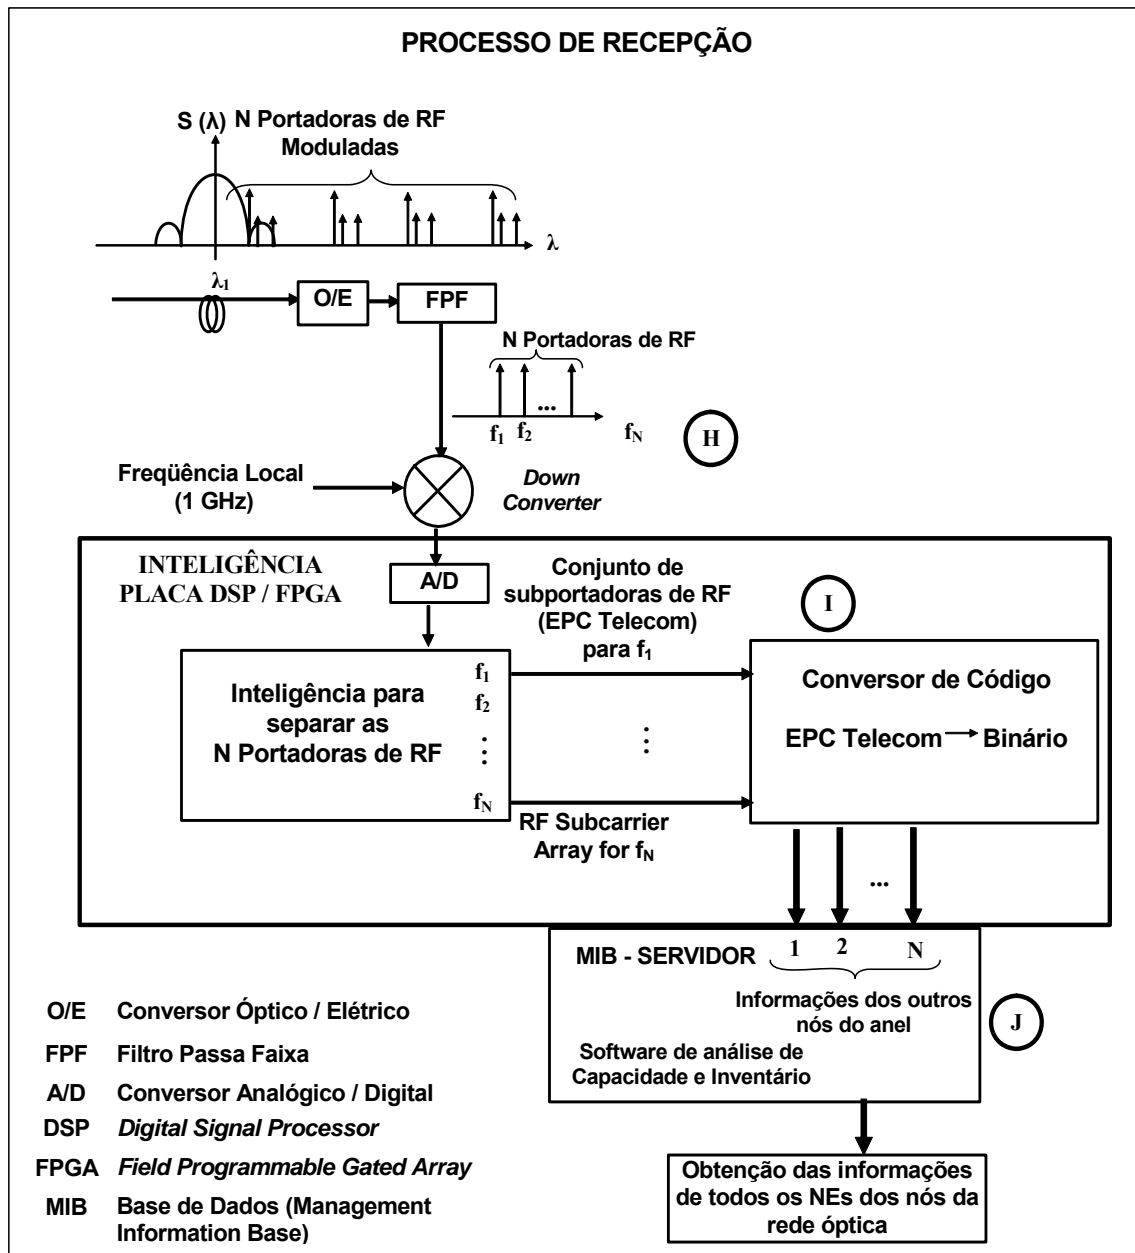 PROCESSO DE RECEPÇÃO
S (λ) N Portadoras de RF
Moduladas
λ
λ1
O/E
FPF
N Portadoras de RF
...
f1 f2 fN
H
Freqüência Local
(1 GHz)
Down
Converter
INTELIGÊNCIA
PLACA DSP / FPGA
A/D
Conjunto de
subportadoras de RF
(EPC Telecom)
para f1
I
Inteligência para
separar as
N Portadoras de RF
f1
f2
⋮
fN
⋮
RF Subcarrier
Array for fN
Conversor de Código
EPC Telecom → Binário
...
MIB - SERVIDOR 1 2 N
Informações dos outros
nós do anel
J
Software de análise de
Capacidade e Inventário
Obtenção das informações
de todos os NEs dos nós da
rede óptica
O/E Conversor Óptico / Elétrico
FPF Filtro Passa Faixa
A/D Conversor Analógico / Digital
DSP Digital Signal Processor
FPGA Field Programmable Gated Array
MIB Base de Dados (Management
Information Base)